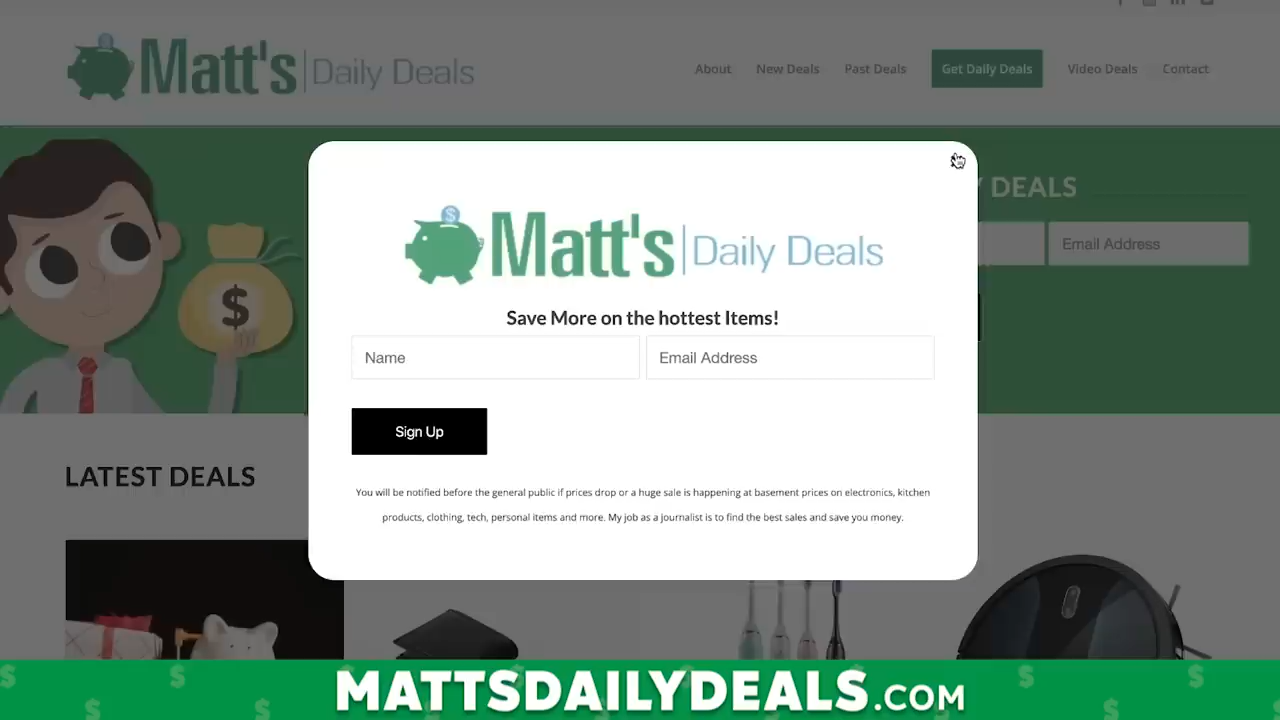 Matt's Daily Deals
About New Deals Past Deals Get Daily Deals Video Deals Contact
DEALS
Email Address
$
Matt's Daily Deals
Save More on the hottest Items!
Name Email Address
Sign Up
You will be notified before the general public if prices drop or a huge sale is happening at basement prices on electronics, kitchen
products, clothing, tech, personal items and more. My job as a journalist is to find the best sales and save you money.
LATEST DEALS
MATTSDAILYDEALS.COM